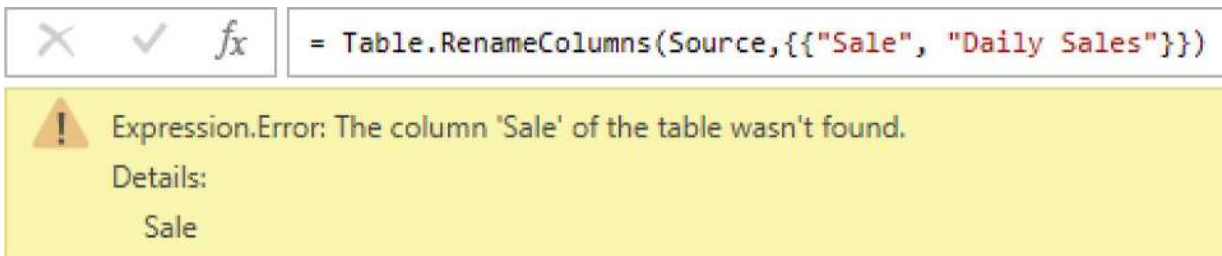 fx
= Table.RenameColumns(Source,{{"Sale", "Daily Sales"}})
Expression.Error: The column 'Sale' of the table wasn't found.
Details:
Sale